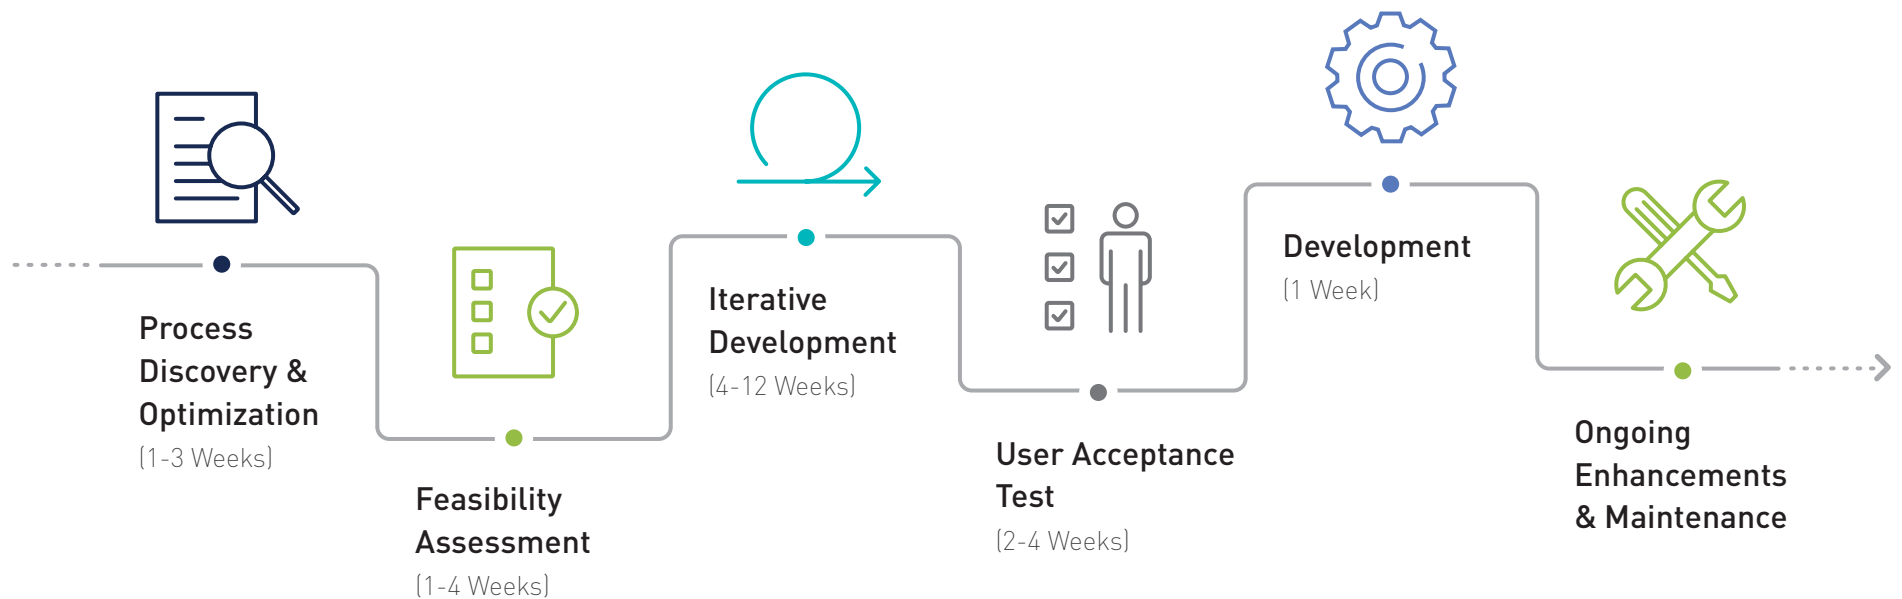 Process
Discovery &
Optimization
(1-3 Weeks)
Feasibility
Assessment
(1-4 Weeks)
Iterative
Development
(4-12 Weeks)
User Acceptance
Test
(2-4 Weeks)
Development
(1 Week)
Ongoing
Enhancements
& Maintenance